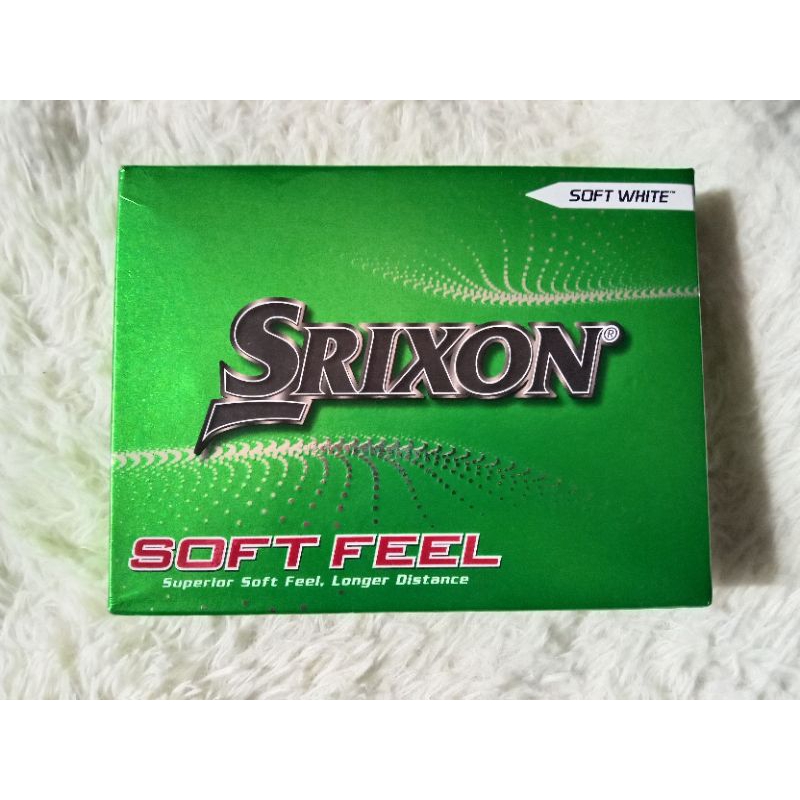 SOFT WHITE™
SRIXON®
SOFT FEEL
Superior Soft Feel, Longer Distance